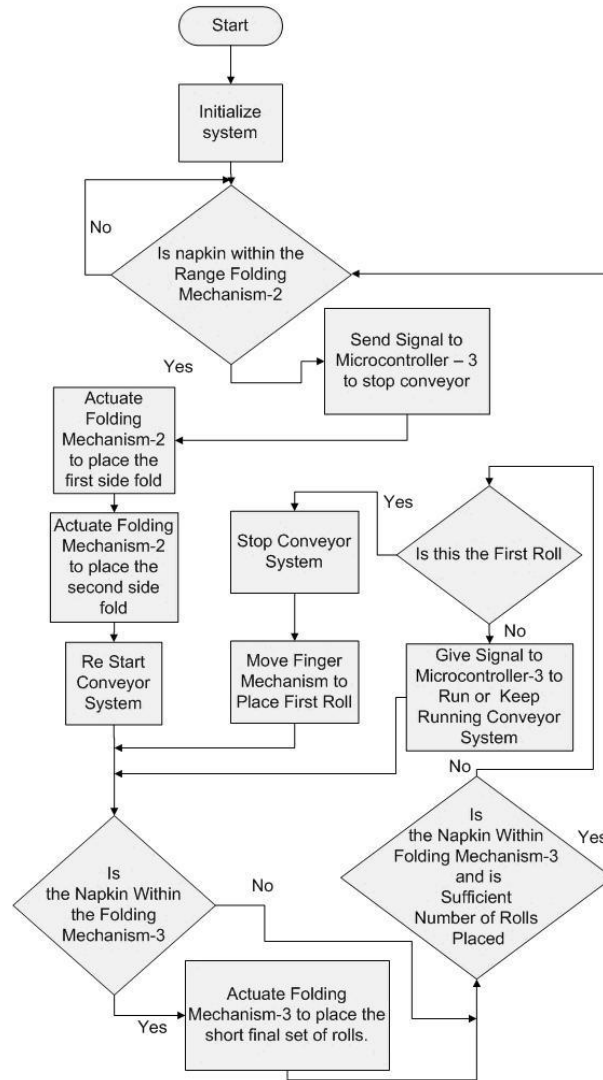 Start
Initialize
system
No
Is napkin within the
Range Folding
Mechanism-2
Yes
Send Signal to
Microcontroller – 3
to stop conveyor
Actuate
Folding
Mechanism-2
to place the
first side fold
Actuate Folding
Mechanism-2
to place the
second side
fold
Re Start
Conveyor
System
Yes
Stop Conveyor
System
Is this the First Roll
No
Move Finger
Mechanism to
Place First Roll
Give Signal to
Microcontroller-3 to
Run or Keep
Running Conveyor
System
No
Is
the Napkin Within
Folding Mechanism-3
and is
Sufficient
Number of Rolls
Placed
Yes
Is
the Napkin Within
the Folding
Mechanism-3
No
Yes
Actuate Folding
Mechanism-3 to place the
short final set of rolls.